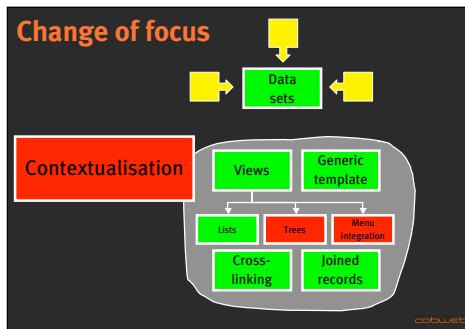 Change of focus
Data
sets
Contextualisation
Views
Generic
template
Lists
Trees
Menu
integration
Cross-
linking
Joined
records
cobweb